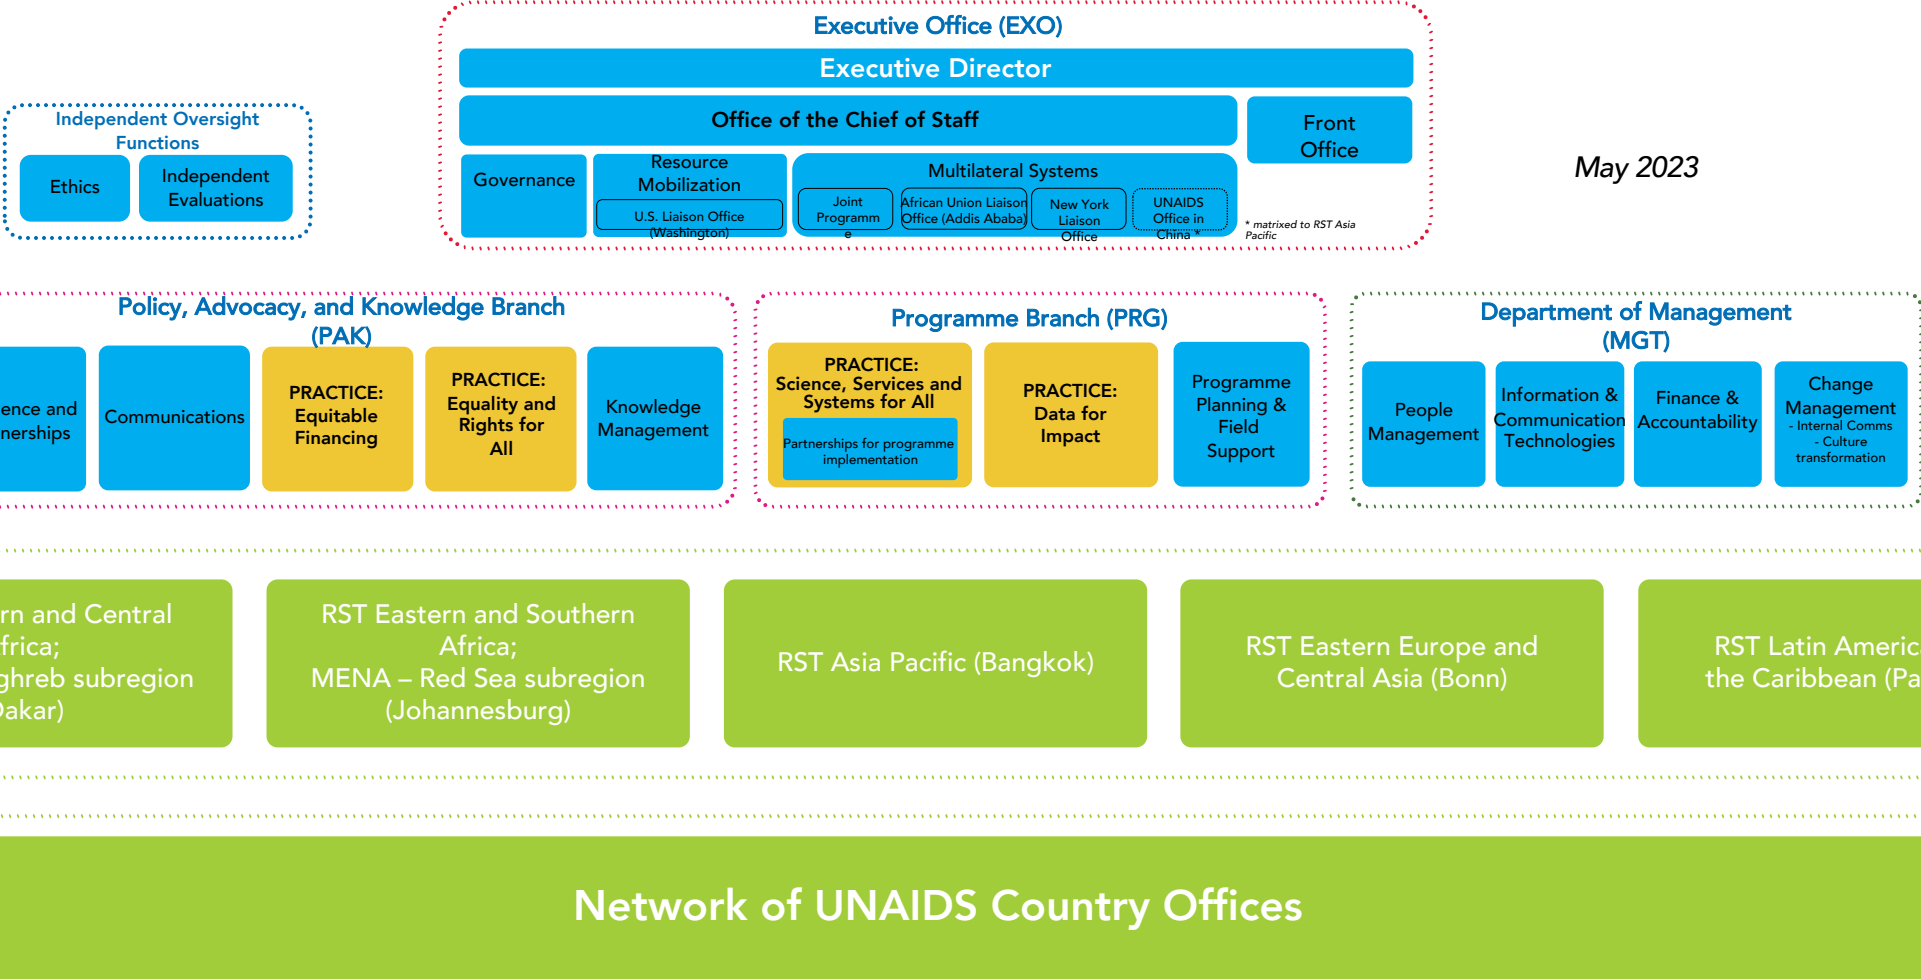 Executive Office (EXO)
Executive Director
Independent Oversight
Functions
Ethics
Independent
Evaluations
Office of the Chief of Staff
Front
Office
Governance
Resource
Mobilization
U.S. Liaison Office
(Washington)
Multilateral Systems
Joint
Programm
e
African Union Liaison
Office (Addis Ababa)
New York
Liaison
Office
UNAIDS
Office in
China *
* matrixed to RST Asia
Pacific
May 2023
Policy, Advocacy, and Knowledge Branch
(PAK)
ence and
nerships
Communications
PRACTICE:
Equitable
Financing
PRACTICE:
Equality and
Rights for
All
Knowledge
Management
Programme Branch (PRG)
PRACTICE:
Science, Services and
Systems for All
Partnerships for programme
implementation
PRACTICE:
Data for
Impact
Programme
Planning &
Field
Support
Department of Management
(MGT)
People
Management
Information &
Communication
Technologies
Finance &
Accountability
Change
Management
- Internal Comms
- Culture
transformation
rn and Central
frica;
ghreb subregion
akar)
RST Eastern and Southern
Africa;
MENA – Red Sea subregion
(Johannesburg)
RST Asia Pacific (Bangkok)
RST Eastern Europe and
Central Asia (Bonn)
RST Latin Americ
the Caribbean (Pa
Network of UNAIDS Country Offices